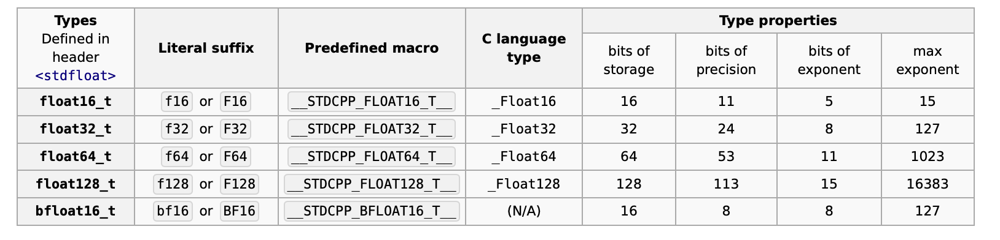 Types
Defined in
header
<stdfloat>
Literal suffix
Predefined macro
C language
type
Type properties
bits of
storage
bits of
precision
bits of
exponent
max
exponent
float16_t f16 or F16 __STDCPP_FLOAT16_T__ _Float16 16 11 5 15
float32_t f32 or F32 __STDCPP_FLOAT32_T__ _Float32 32 24 8 127
float64_t f64 or F64 __STDCPP_FLOAT64_T__ _Float64 64 53 11 1023
float128_t f128 or F128 __STDCPP_FLOAT128_T__ _Float128 128 113 15 16383
bfloat16_t bf16 or BF16 __STDCPP_BFLOAT16_T__ (N/A) 16 8 8 127